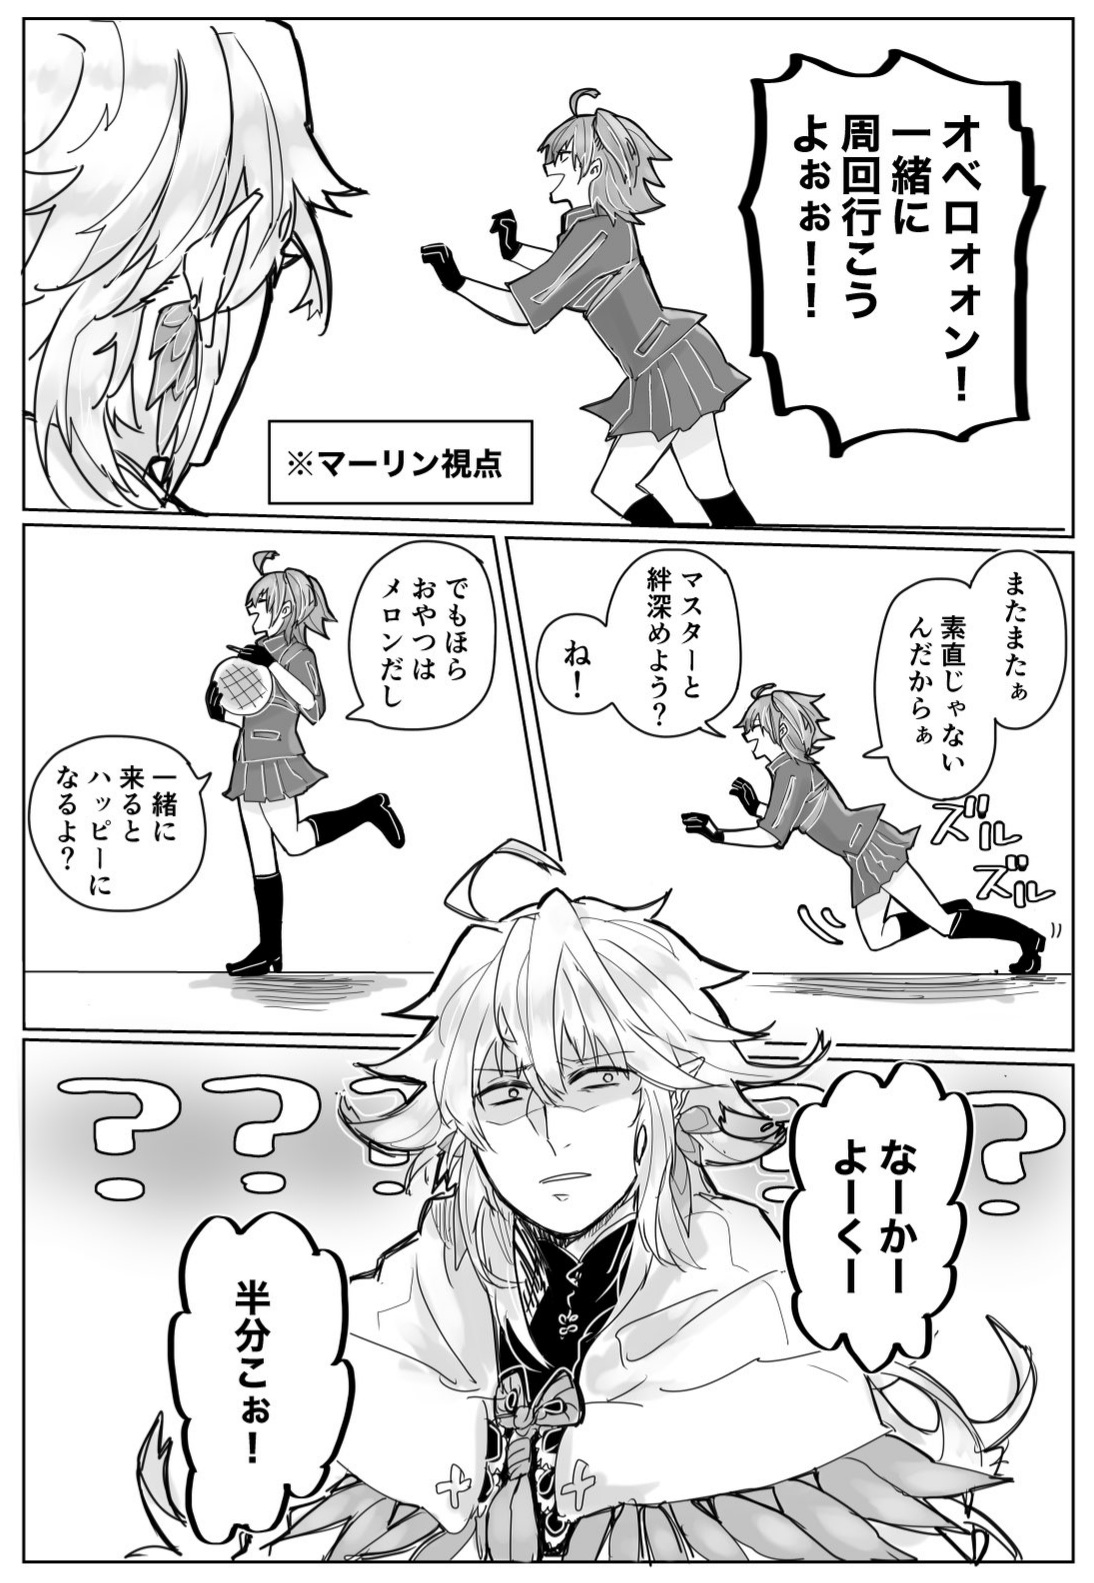 オベロォォン！
一緒に
周回行こう
よぉぉ！！
※マーリン視点
またまたぁ
素直じゃない
んだからぁ
マスターと
絆深めよう？
ね！
ズル
ズル
でもほら
おやつは
メロンだし
一緒に
来ると
ハッピーに
なるよ？
？
？
？
？
？
なーかー
よーくー
半分こぉ！